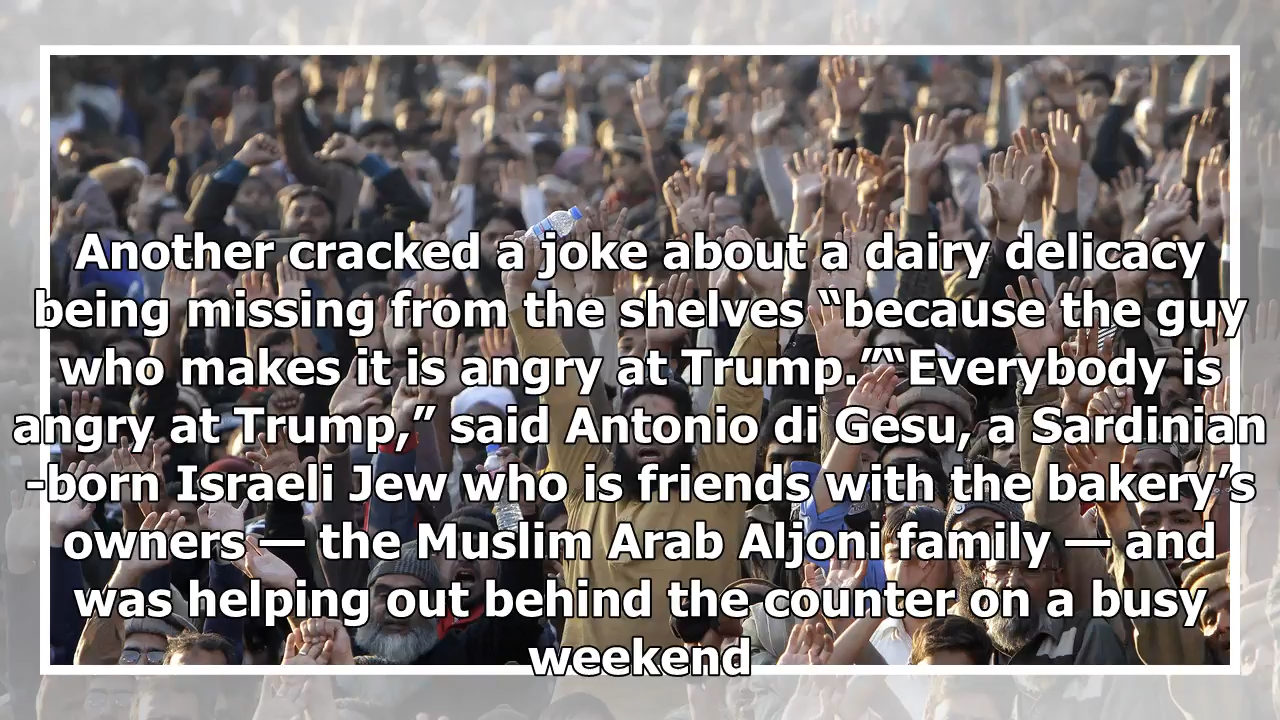 Another cracked a joke about a dairy delicacy
being missing from the shelves “because the guy
who makes it is angry at Trump.”“Everybody is
angry at Trump,” said Antonio di Gesu, a Sardinian
-born Israeli Jew who is friends with the bakery’s
owners — the Muslim Arab Aljoni family — and
was helping out behind the counter on a busy
weekend